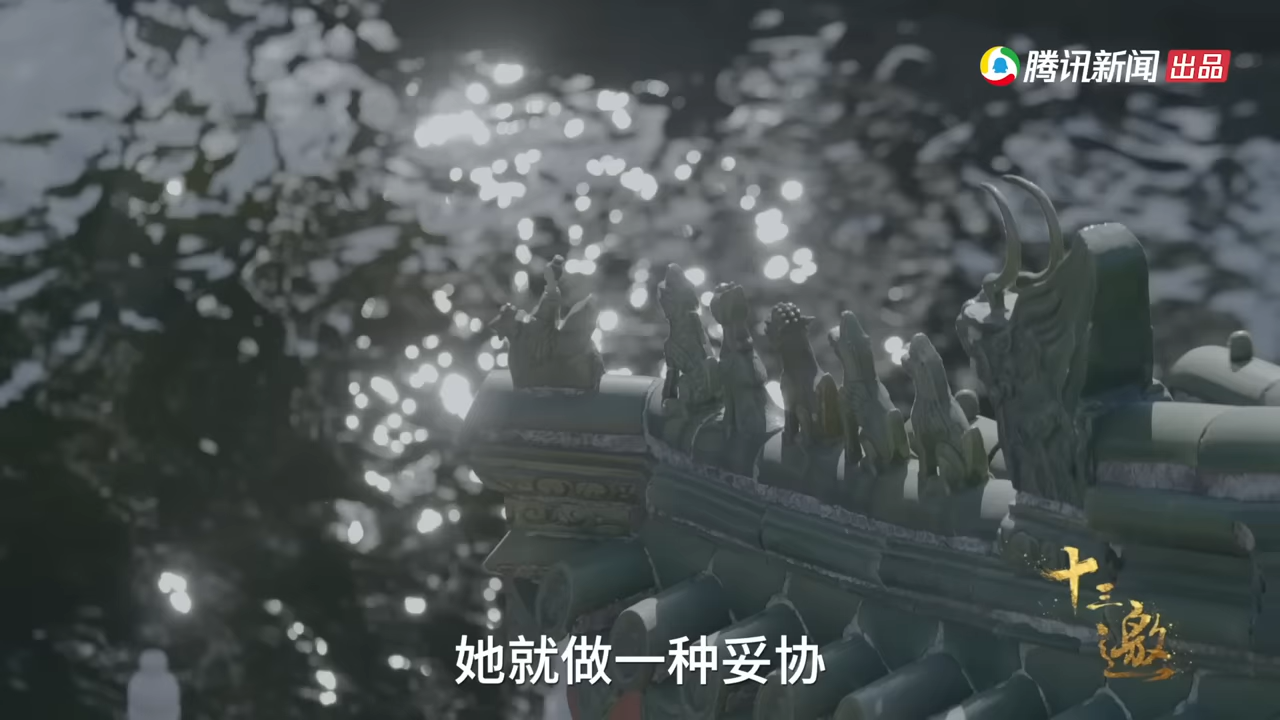 腾讯新闻 出品
十三邀
她就做一种妥协